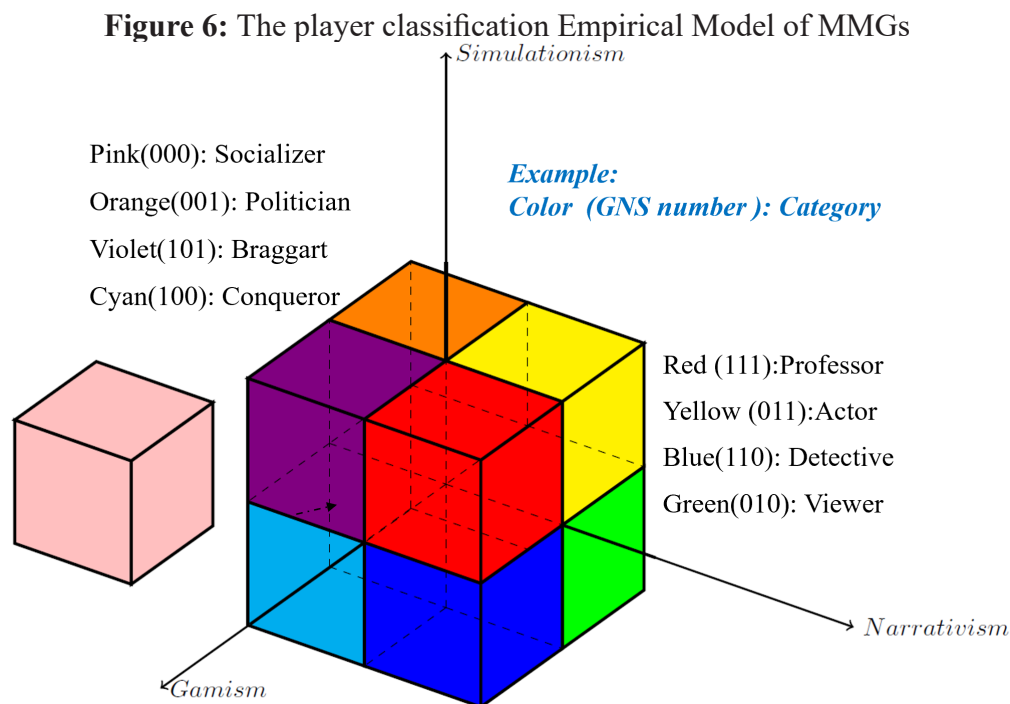 Figure 6: The player classification Empirical Model of MMGs
Simulationism
Pink(000): Socializer
Orange(001): Politician
Violet(101): Braggart
Cyan(100): Conqueror
Example:
Color (GNS number ): Category
Red (111):Professor
Yellow (011):Actor
Blue(110): Detective
Green(010): Viewer
Narrativism
Gamism